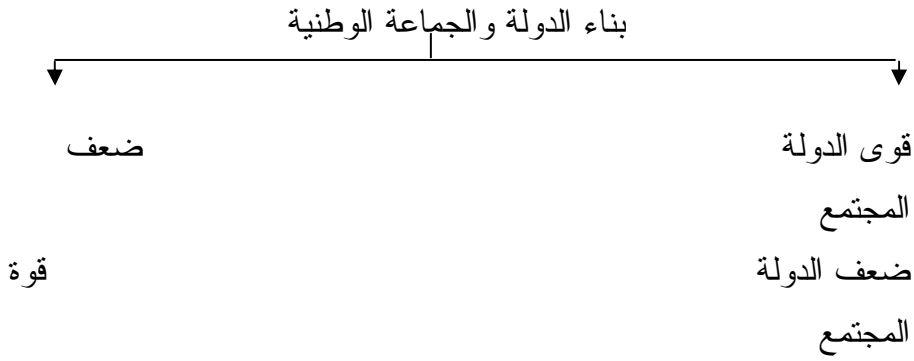 بناء الدولة والجماعة الوطنية
قوى الدولة ضعف
المجتمع
ضعف الدولة قوة
المجتمع